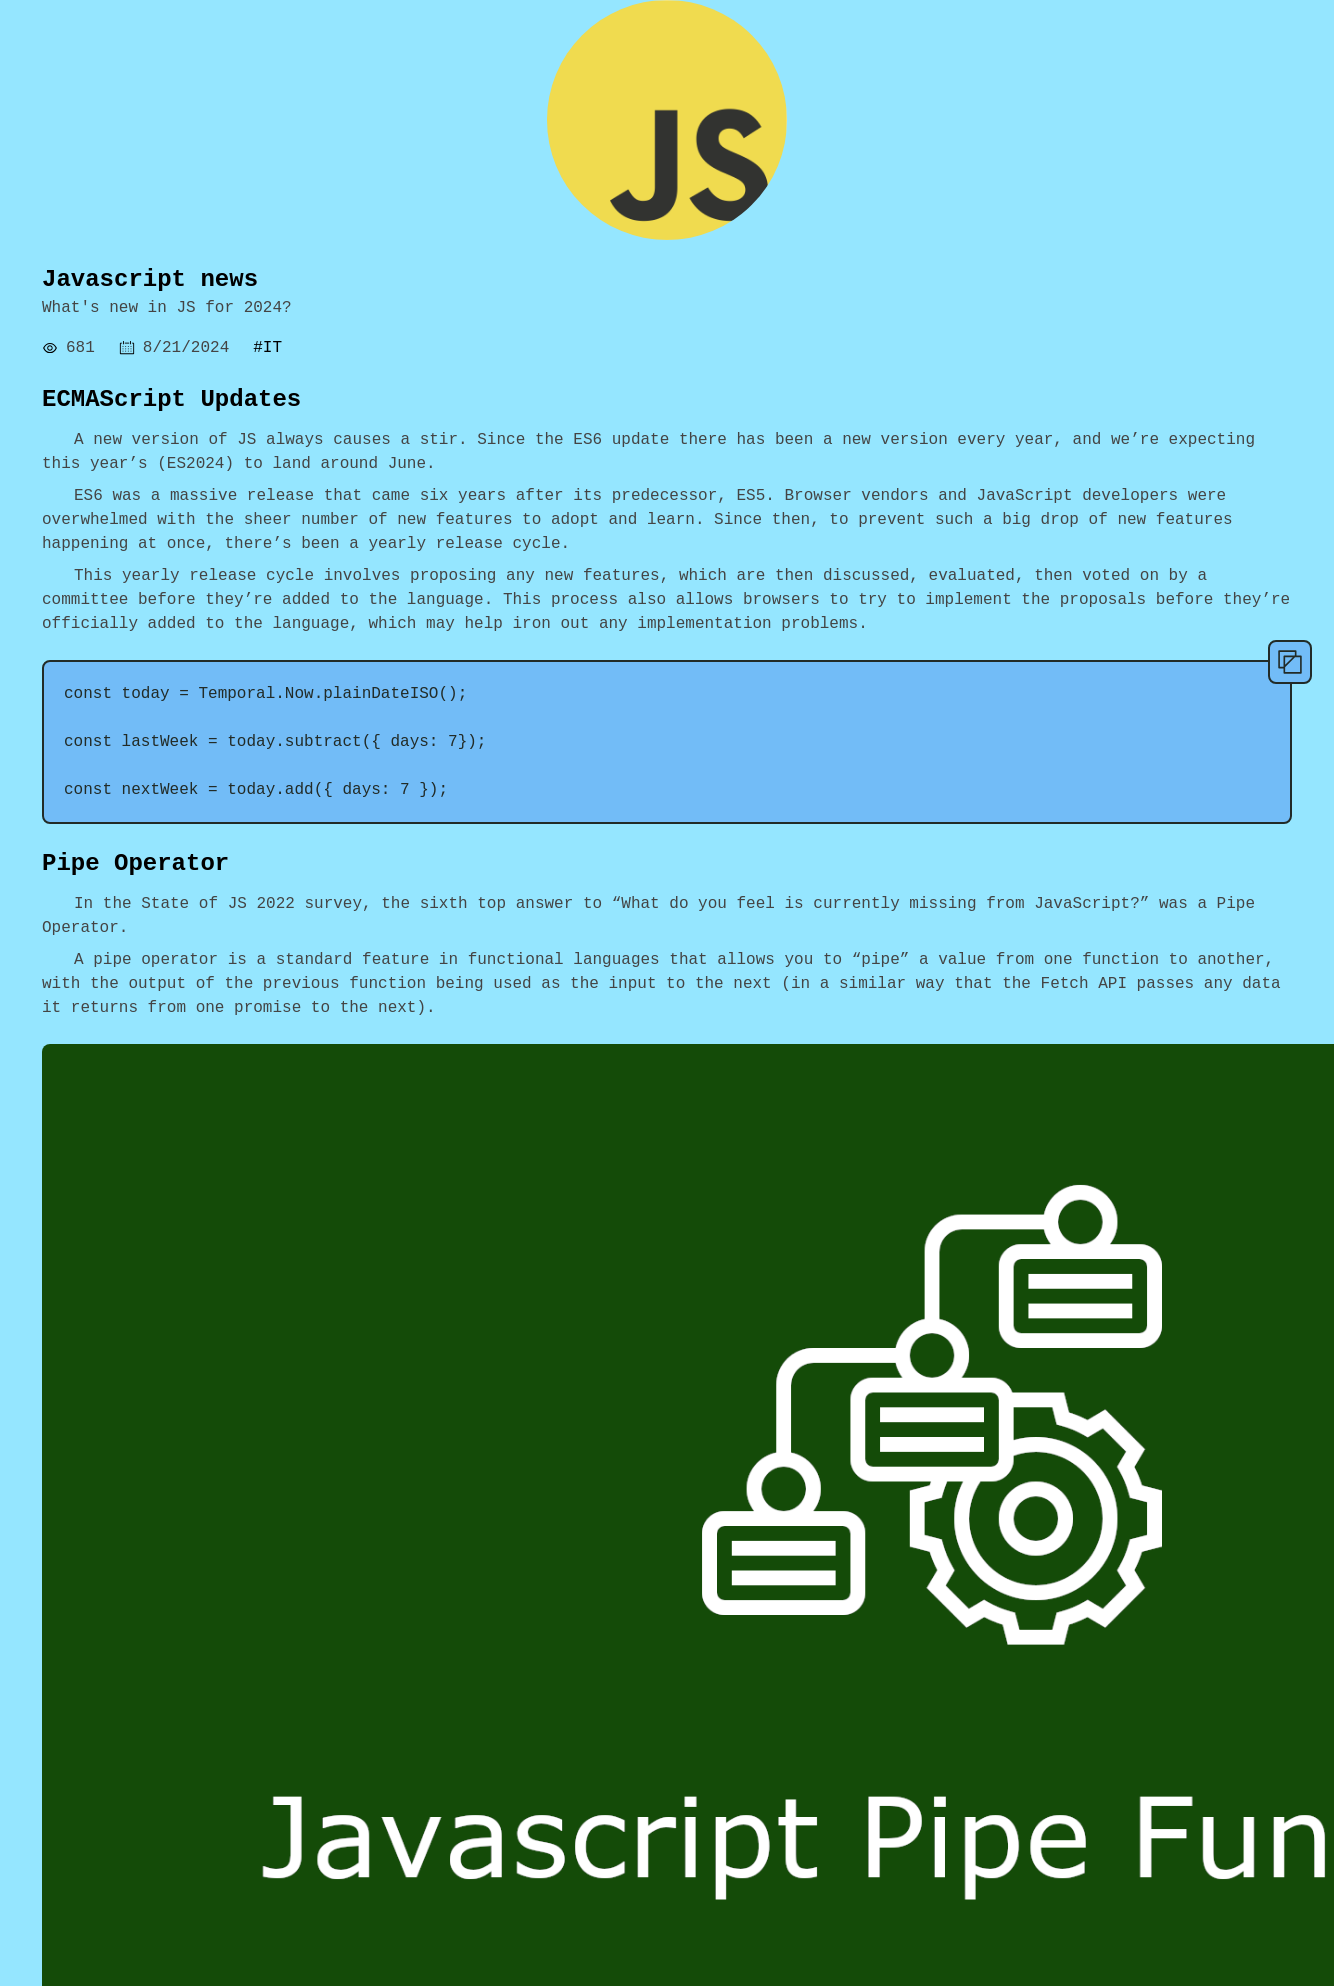 JS
Javascript news
What's new in JS for 2024?
681 8/21/2024 #IT
ECMAScript Updates
A new version of JS always causes a stir. Since the ES6 update there has been a new version every year, and we’re expecting
this year’s (ES2024) to land around June.
ES6 was a massive release that came six years after its predecessor, ES5. Browser vendors and JavaScript developers were
overwhelmed with the sheer number of new features to adopt and learn. Since then, to prevent such a big drop of new features
happening at once, there’s been a yearly release cycle.
This yearly release cycle involves proposing any new features, which are then discussed, evaluated, then voted on by a
committee before they’re added to the language. This process also allows browsers to try to implement the proposals before they’re
officially added to the language, which may help iron out any implementation problems.
const today = Temporal.Now.plainDateISO();
const lastWeek = today.subtract({ days: 7});
const nextWeek = today.add({ days: 7 });
Pipe Operator
In the State of JS 2022 survey, the sixth top answer to “What do you feel is currently missing from JavaScript?” was a Pipe
Operator.
A pipe operator is a standard feature in functional languages that allows you to “pipe” a value from one function to another,
with the output of the previous function being used as the input to the next (in a similar way that the Fetch API passes any data
it returns from one promise to the next).
Javascript Pipe Fun